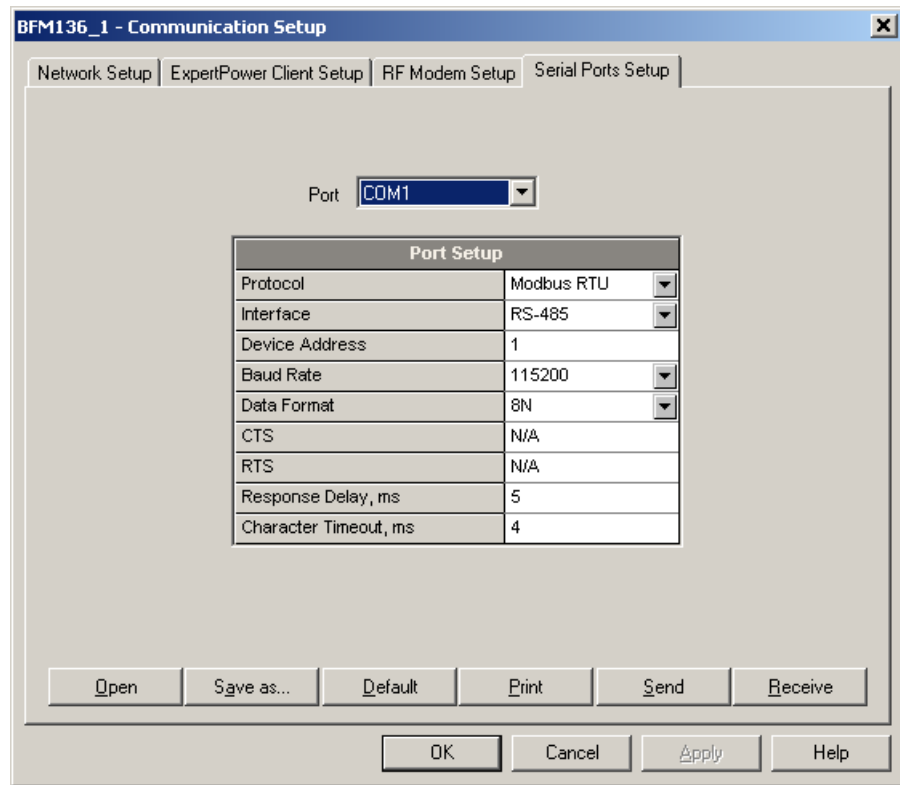 BFM136_1 - Communication Setup
Network Setup ExpertPower Client Setup RF Modem Setup Serial Ports Setup
Port COM1
Port Setup
Protocol Modbus RTU
Interface RS-485
Device Address 1
Baud Rate 115200
Data Format 8N
CTS N/A
RTS N/A
Response Delay, ms 5
Character Timeout, ms 4
Open Save as... Default Print Send Receive
OK Cancel Apply Help